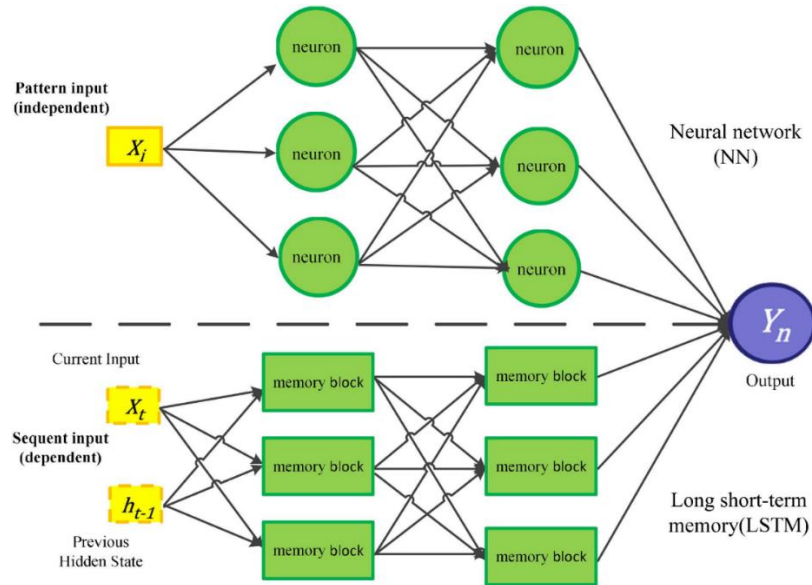 neuron
neuron
Pattern input
(independent)
Xi
neuron
neuron
Neural network
(NN)
neuron
neuron
Yn
Output
Current Input
memory block
memory block
Xt
Sequent input
(dependent)
memory block
memory block
ht-1
Previous
Hidden State
memory block
memory block
Long short-term
memory(LSTM)